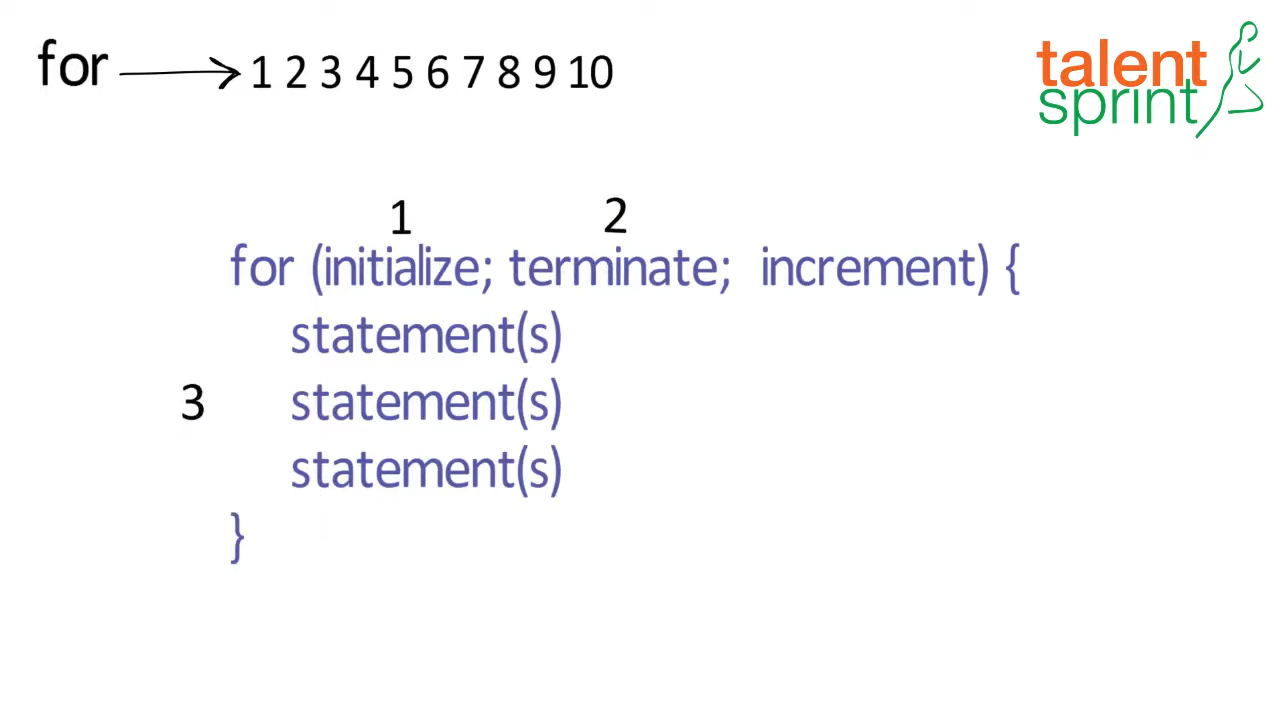 for 1 2 3 4 5 6 7 8 9 10
talent
sprint
1 2
for (initialize; terminate; increment) {
statement(s)
3 statement(s)
statement(s)
}